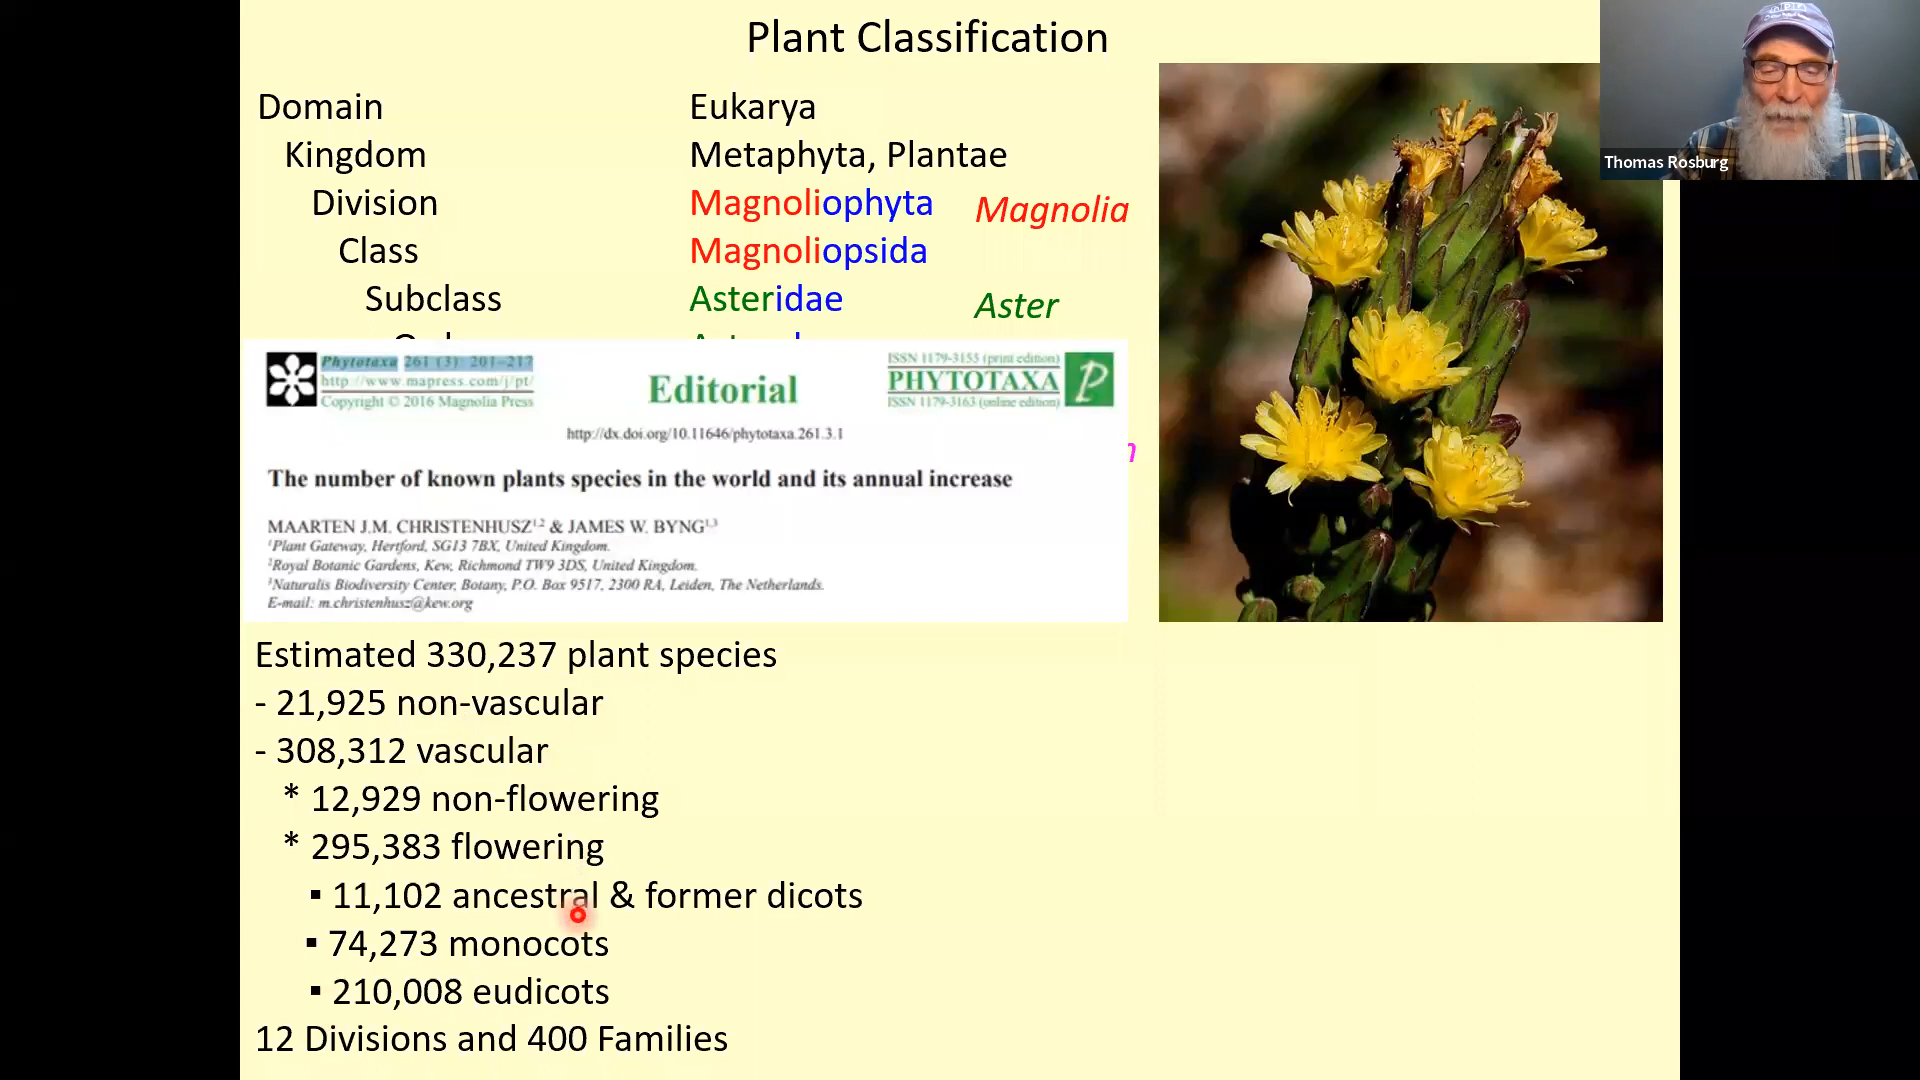 Plant Classification
Domain Eukarya
Kingdom Metaphyta, Plantae
Division Magnoliophyta Magnolia
Class Magnoliopsida
Subclass Asteridae Aster
Phytotaxa 261 (3): 201–217
http://www.mapress.com/j/pt/
Copyright © 2016 Magnolia Press
Editorial
ISSN 1179-3155 (print edition)
PHYTOTAXA
ISSN 1179-3163 (online edition)
http://dx.doi.org/10.11646/phytotaxa.261.3.1
The number of known plants species in the world and its annual increase
MAARTEN J.M. CHRISTENHUSZ1,2 & JAMES W. BYNG1,3
1Plant Gateway, Hertford, SG13 7BX, United Kingdom.
2Royal Botanic Gardens, Kew, Richmond TW9 3DS, United Kingdom.
3Naturalis Biodiversity Center, Botany, P.O. Box 9517, 2300 RA, Leiden, The Netherlands.
E-mail: m.christenhusz@kew.org
Estimated 330,237 plant species
- 21,925 non-vascular
- 308,312 vascular
* 12,929 non-flowering
* 295,383 flowering
▪ 11,102 ancestral & former dicots
▪ 74,273 monocots
▪ 210,008 eudicots
12 Divisions and 400 Families
Thomas Rosburg